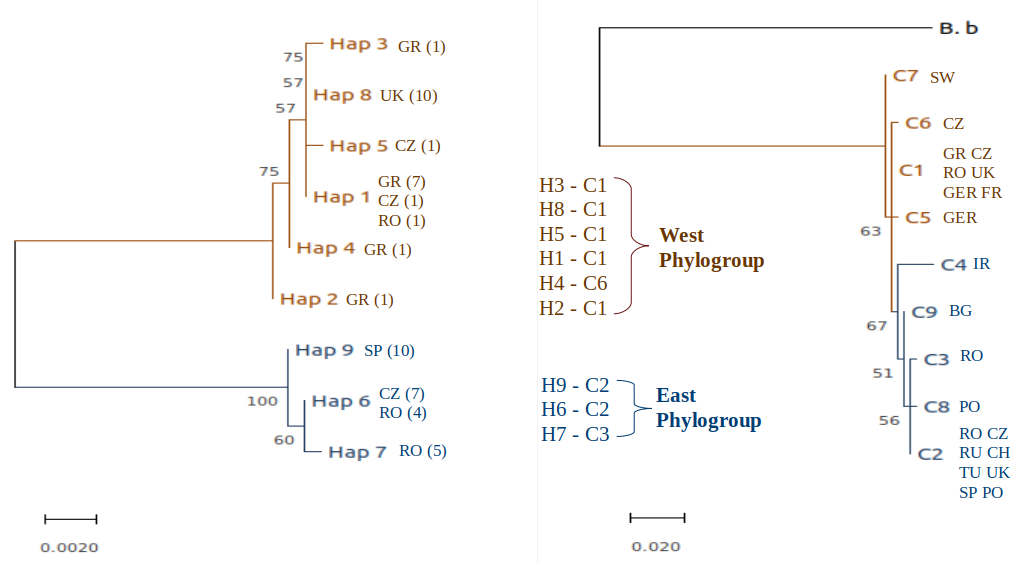 75
Hap 3 GR (1)
57
Hap 8 UK (10)
57
Hap 5 CZ (1)
75
Hap 1
GR (7)
CZ (1)
RO (1)
Hap 4 GR (1)
Hap 2 GR (1)
Hap 9 SP (10)
100
Hap 6
CZ (7)
RO (4)
60
Hap 7 RO (5)
0.0020
H3 - C1
H8 - C1
H5 - C1
H1 - C1
H4 - C6
H2 - C1
West
Phylogroup
H9 - C2
H6 - C2
H7 - C3
East
Phylogroup
B. b
C7 SW
C6 CZ
C1
GR CZ
RO UK
GER FR
C5 GER
63
C4 IR
C9 BG
67
C3 RO
51
C8 PO
56
C2
RO CZ
RU CH
TU UK
SP PO
0.020